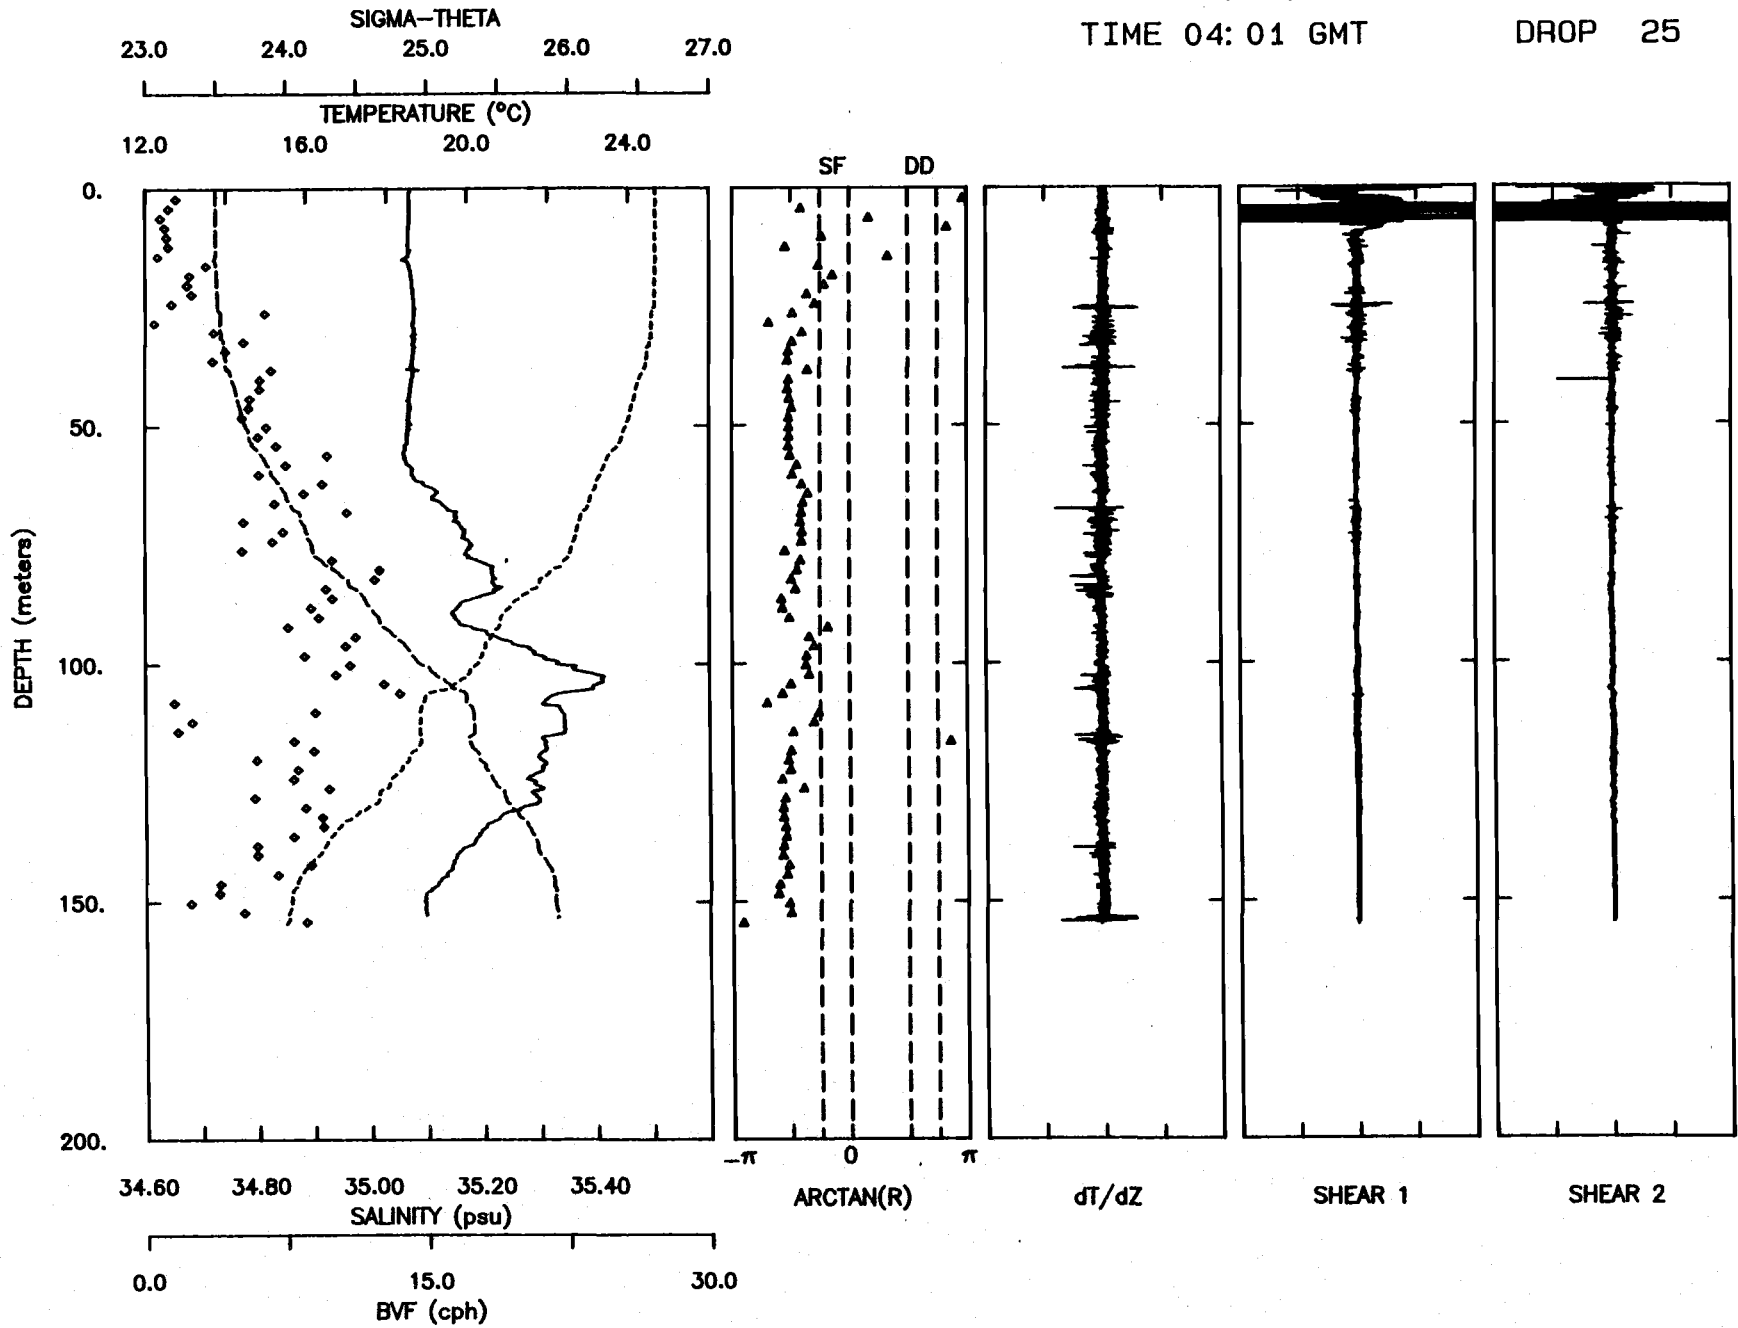 SIGMA-THETA
23.0 24.0 25.0 26.0 27.0
TIME 04:01 GMT DROP 25
TEMPERATURE (°C)
12.0 16.0 20.0 24.0
SF DD
0.
50.
100.
150.
200.
DEPTH (meters)
-π 0 π
34.60 34.80 35.00 35.20 35.40
SALINITY (psu)
ARCTAN(R) dT/dZ SHEAR 1 SHEAR 2
0.0 15.0 30.0
BVF (cph)